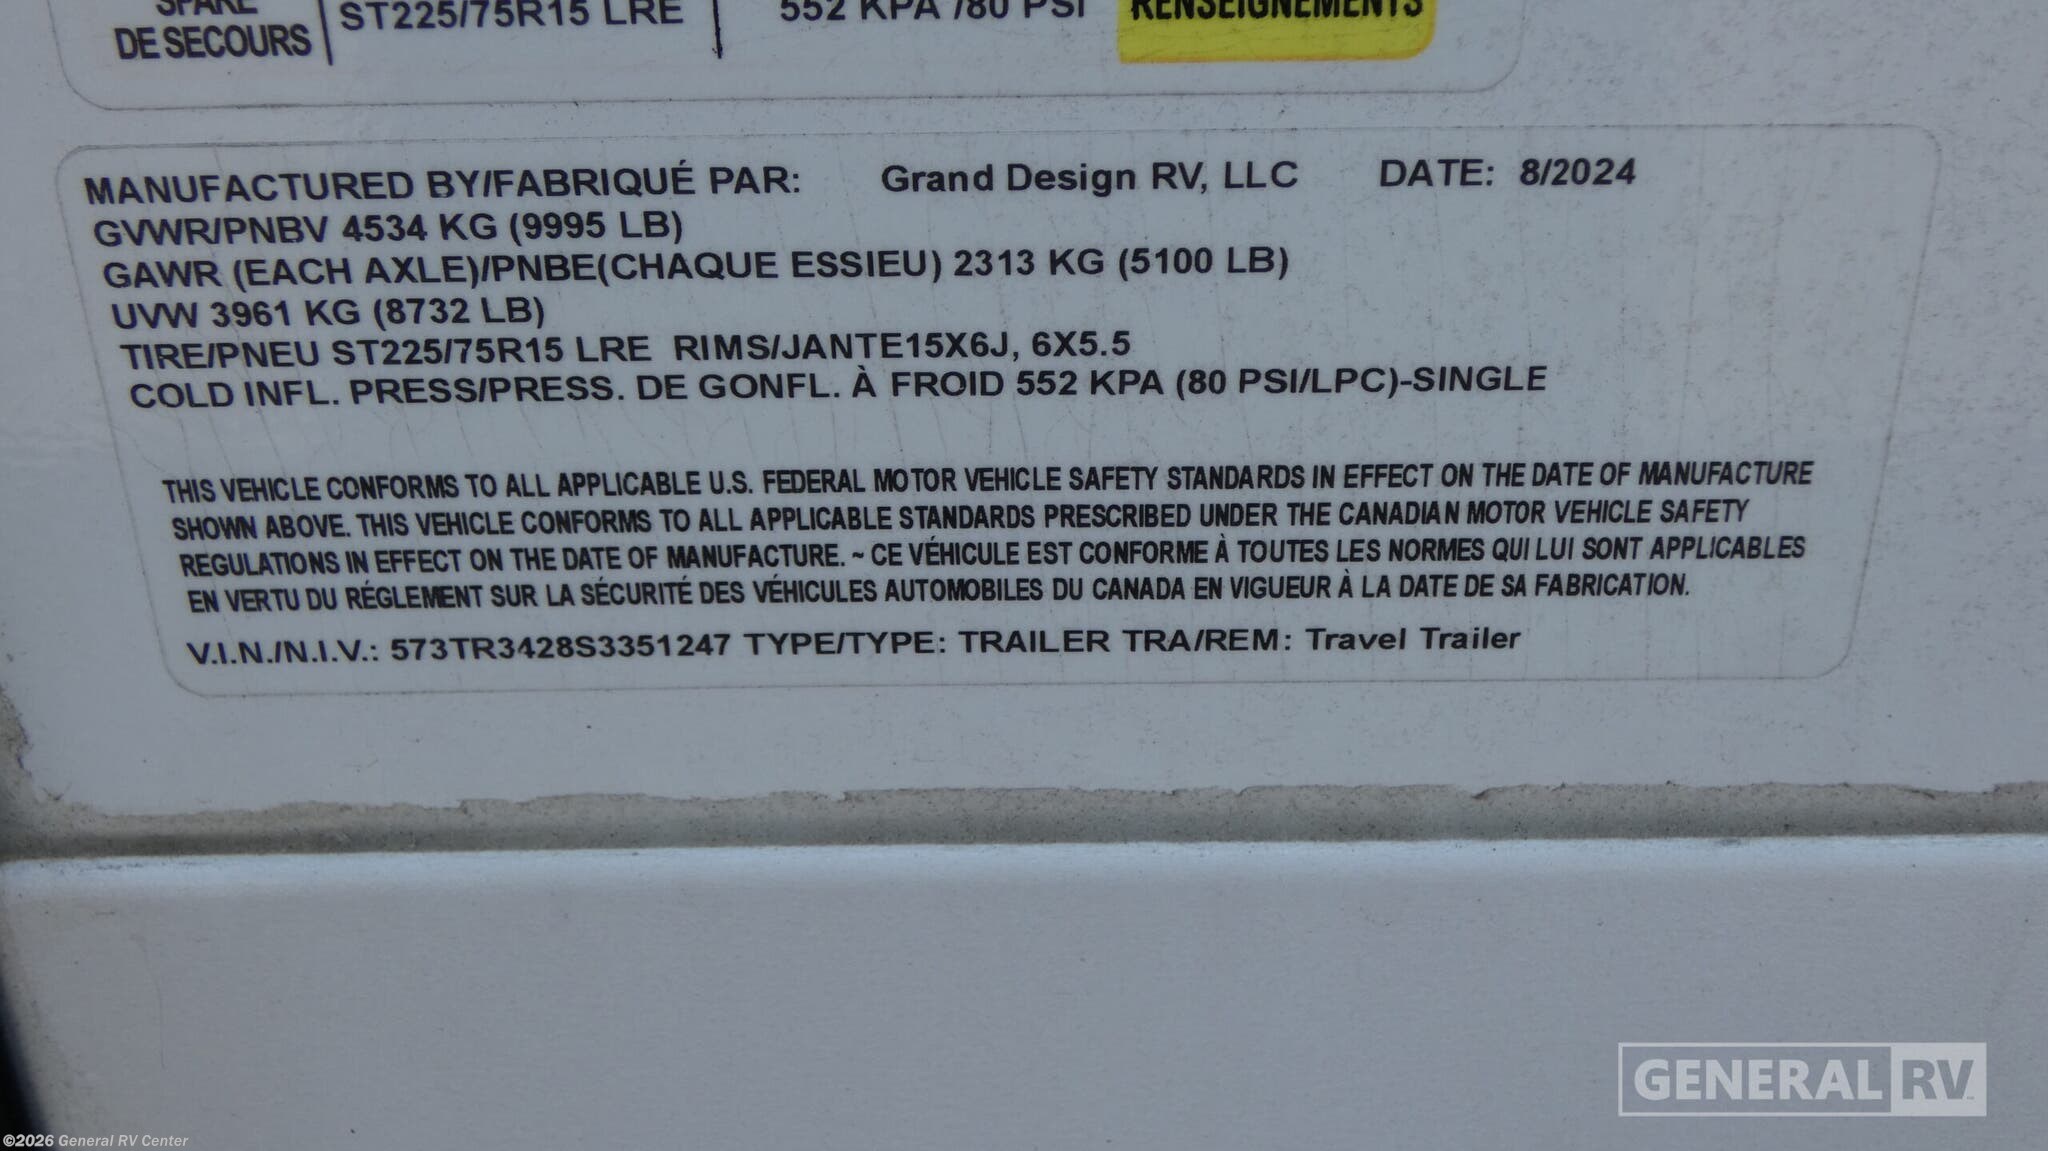 SPARE
DE SECOURS
ST225/75R15 LRE
552 KPA /80 PSI
RENSEIGNEMENTS
MANUFACTURED BY/FABRIQUÉ PAR: Grand Design RV, LLC DATE: 8/2024
GVWR/PNBV 4534 KG (9995 LB)
GAWR (EACH AXLE)/PNBE(CHAQUE ESSIEU) 2313 KG (5100 LB)
UVW 3961 KG (8732 LB)
TIRE/PNEU ST225/75R15 LRE RIMS/JANTE15X6J, 6X5.5
COLD INFL. PRESS/PRESS. DE GONFL. À FROID 552 KPA (80 PSI/LPC)-SINGLE
THIS VEHICLE CONFORMS TO ALL APPLICABLE U.S. FEDERAL MOTOR VEHICLE SAFETY STANDARDS IN EFFECT ON THE DATE OF MANUFACTURE
SHOWN ABOVE. THIS VEHICLE CONFORMS TO ALL APPLICABLE STANDARDS PRESCRIBED UNDER THE CANADIAN MOTOR VEHICLE SAFETY
REGULATIONS IN EFFECT ON THE DATE OF MANUFACTURE. ~ CE VÉHICULE EST CONFORME À TOUTES LES NORMES QUI LUI SONT APPLICABLES
EN VERTU DU RÉGLEMENT SUR LA SÉCURITÉ DES VÉHICULES AUTOMOBILES DU CANADA EN VIGUEUR À LA DATE DE SA FABRICATION.
V.I.N./N.I.V.: 573TR3428S3351247 TYPE/TYPE: TRAILER TRA/REM: Travel Trailer
GENERAL RV
©2026 General RV Center